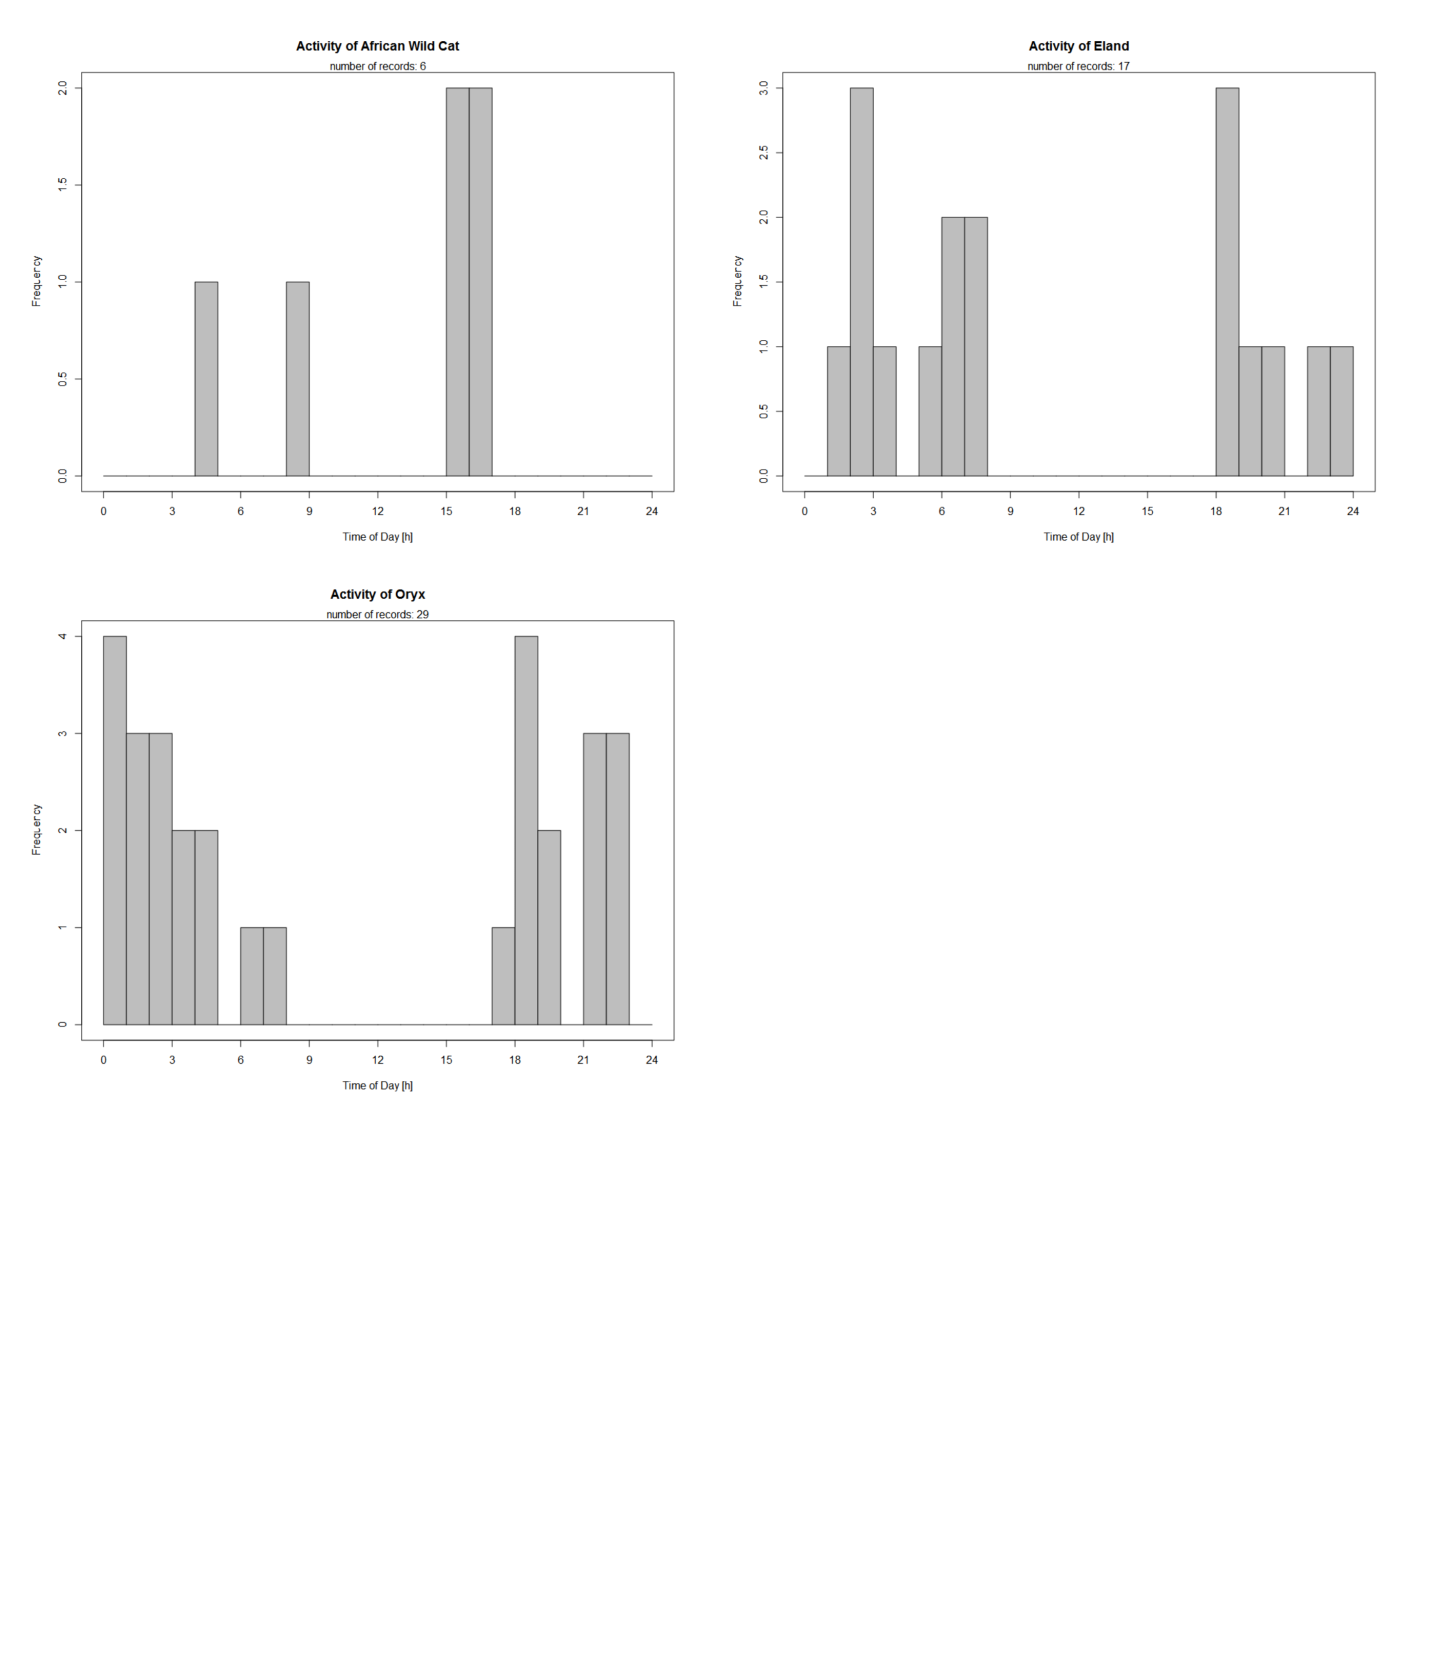 Activity of African Wild Cat
number of records: 6
2.0
1.5
1.0
0.5
0.0
Frequency
0 3 6 9 12 15 18 21 24
Time of Day [h]
Activity of Eland
number of records: 17
3.0
2.5
2.0
1.5
1.0
0.5
0.0
Frequency
0 3 6 9 12 15 18 21 24
Time of Day [h]
Activity of Oryx
number of records: 29
4
3
2
1
0
Frequency
0 3 6 9 12 15 18 21 24
Time of Day [h]